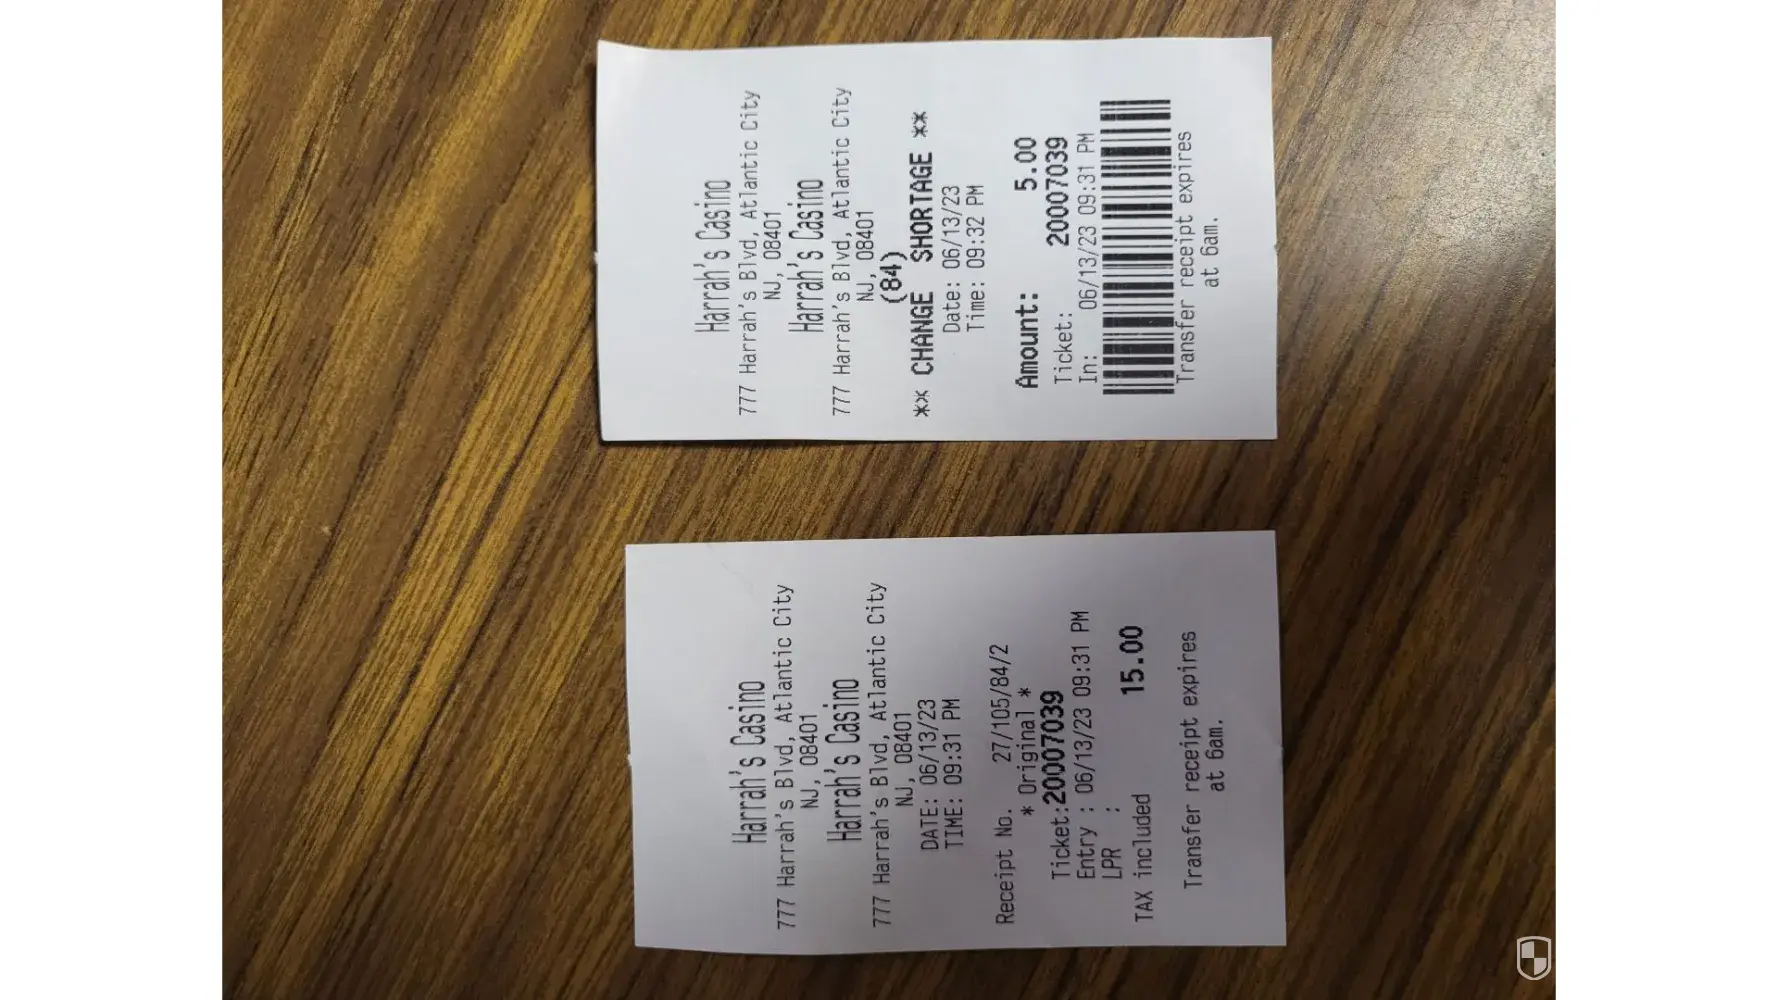 Harrah's Casino
777 Harrah's Blvd, Atlantic City
NJ, 08401
Harrah's Casino
777 Harrah's Blvd, Atlantic City
NJ, 08401
(84)
** CHANGE SHORTAGE **
Date: 06/13/23
Time: 09:32 PM
Amount: 5.00
Ticket: 20007039
In: 06/13/23 09:31 PM
Transfer receipt expires
at 6am.
Harrah's Casino
777 Harrah's Blvd, Atlantic City
NJ, 08401
Harrah's Casino
777 Harrah's Blvd, Atlantic City
NJ, 08401
DATE: 06/13/23
TIME: 09:31 PM
Receipt No. 27/105/84/2
* Original *
Ticket:20007039
Entry : 06/13/23 09:31 PM
LPR :
TAX included 15.00
Transfer receipt expires
at 6am.